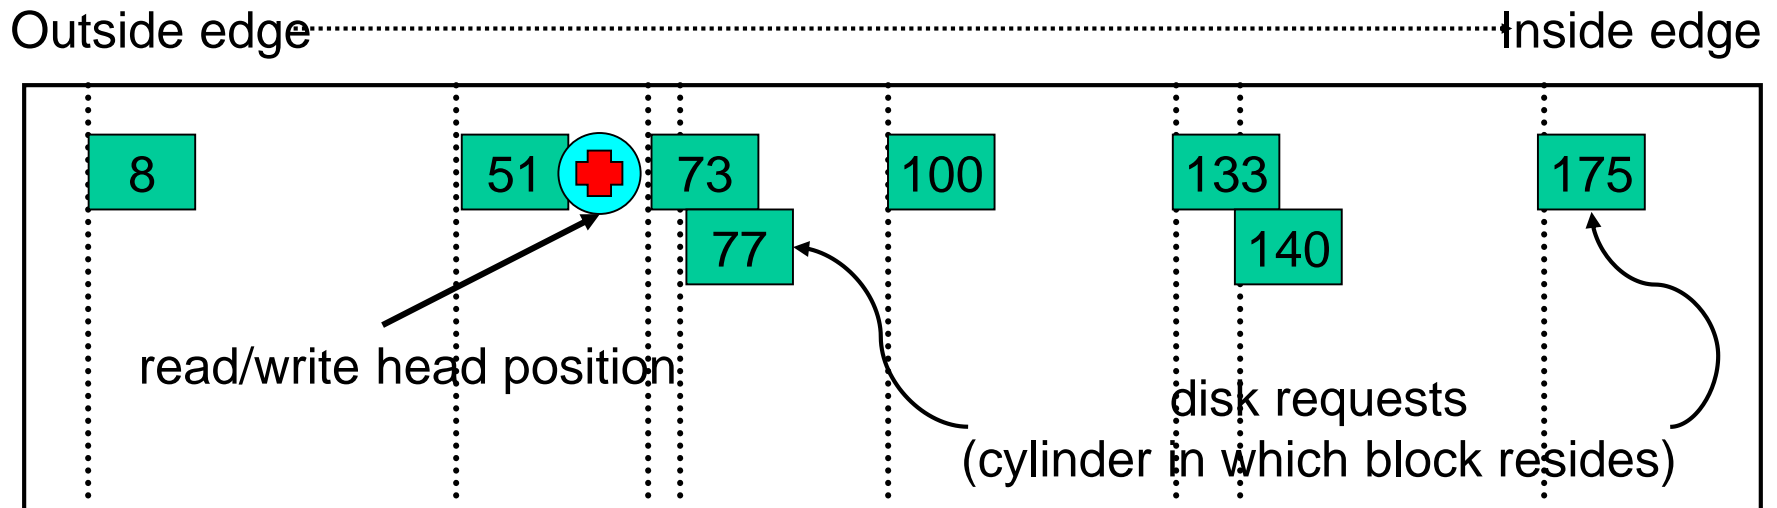 Outside edge Inside edge
8 51 73 100 133 175
77 140
read/write head position
disk requests
(cylinder in which block resides)